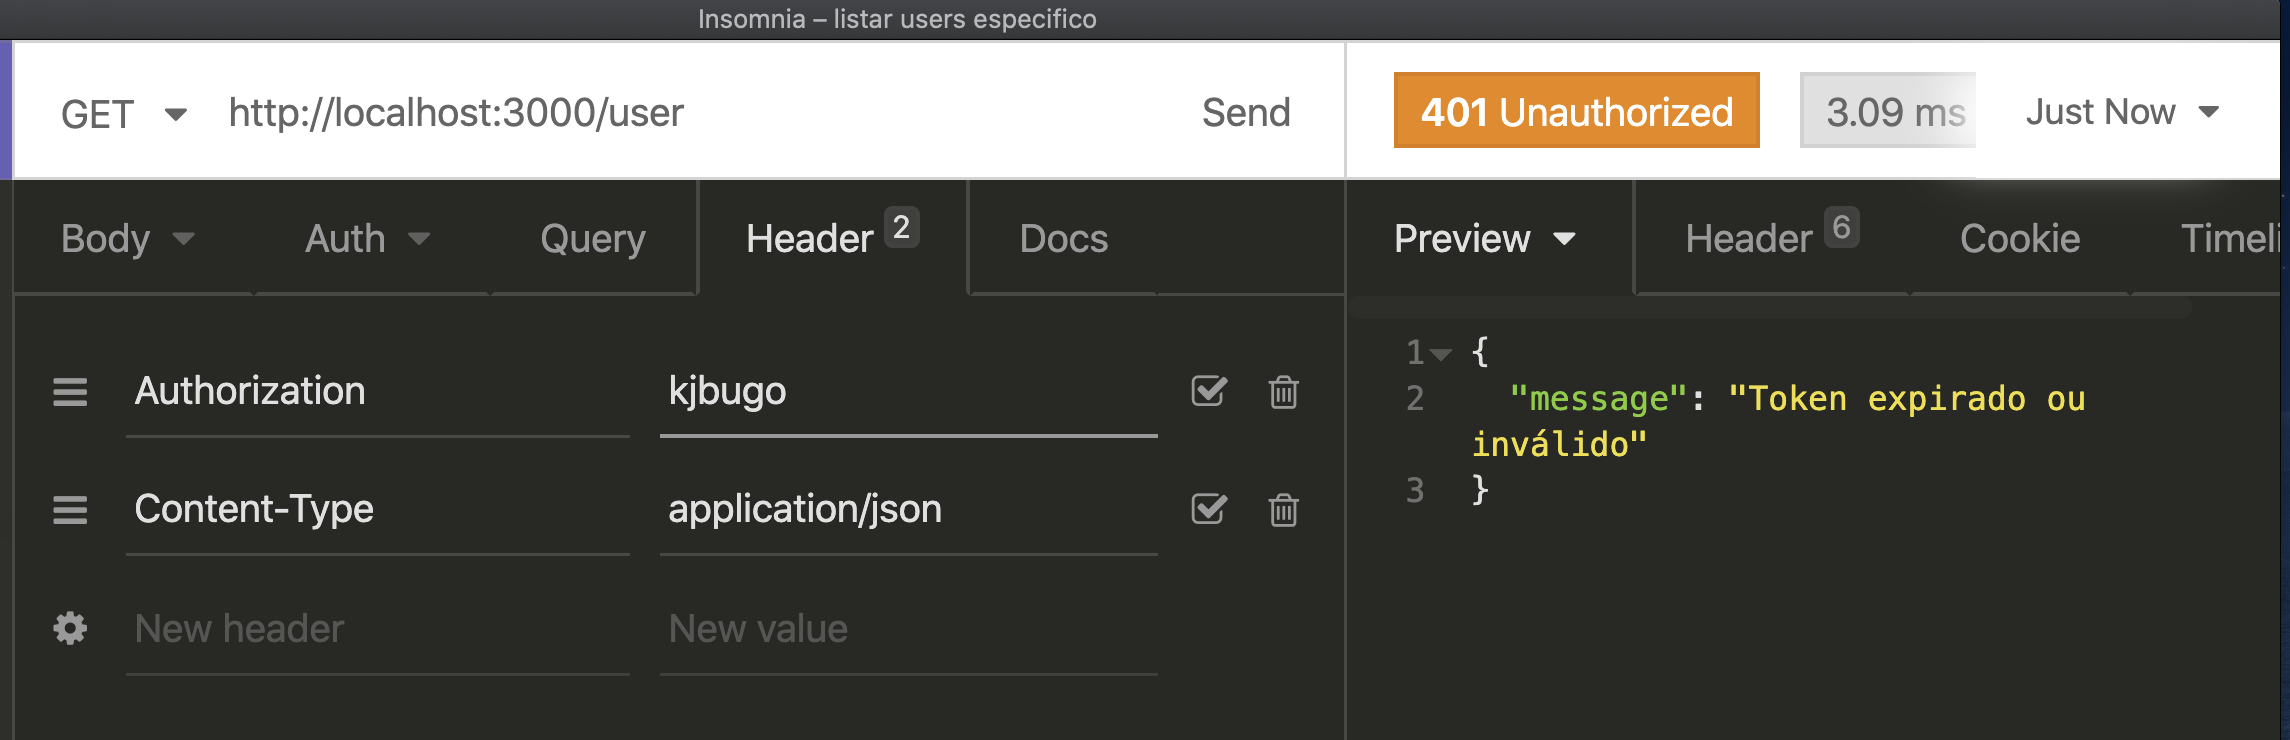 Insomnia – listar users especifico
GET
http://localhost:3000/user
Send
401 Unauthorized
3.09 ms
Just Now
Body
Auth
Query
Header 2
Docs
Preview
Header 6
Cookie
Authorization
kjbugo
Content-Type
application/json
New header
New value
1 {
2 "message": "Token expirado ou
inválido"
3 }